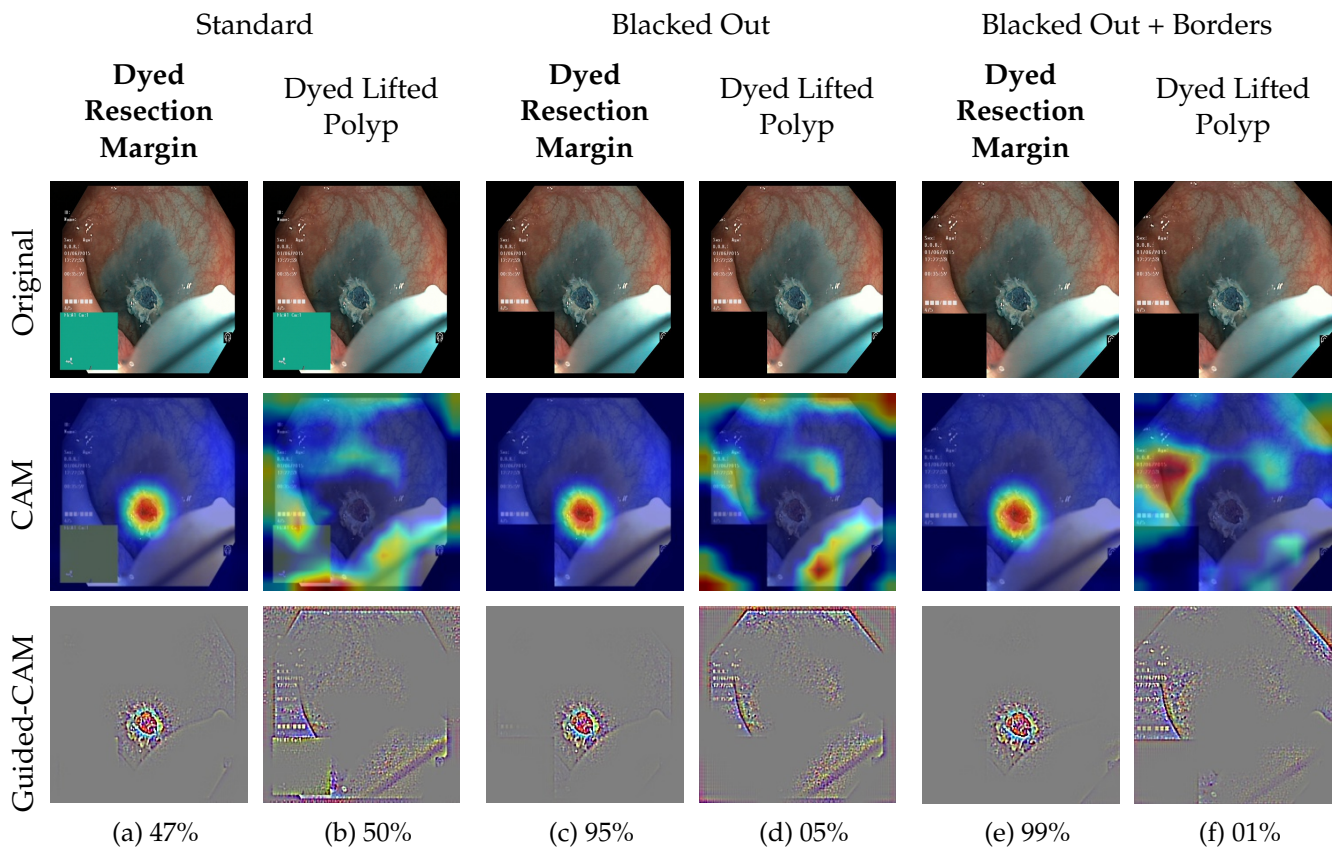 Standard
Blacked Out
Blacked Out + Borders
Dyed
Resection
Margin
Dyed Lifted
Polyp
Dyed
Resection
Margin
Dyed Lifted
Polyp
Dyed
Resection
Margin
Dyed Lifted
Polyp
Original
CAM
Guided-CAM
(a) 47%
(b) 50%
(c) 95%
(d) 05%
(e) 99%
(f) 01%